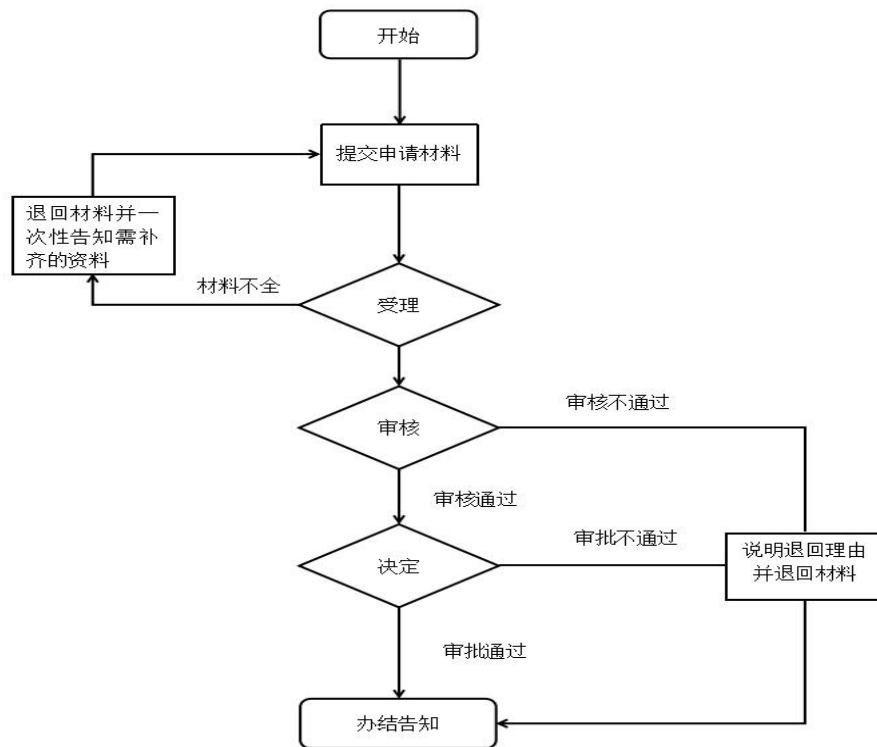 开始
提交申请材料
退回材料并一
次性告知需补
齐的资料
材料不全
受理
审核不通过
审核
审核通过
审批不通过
说明退回理由
并退回材料
决定
审批通过
办结告知